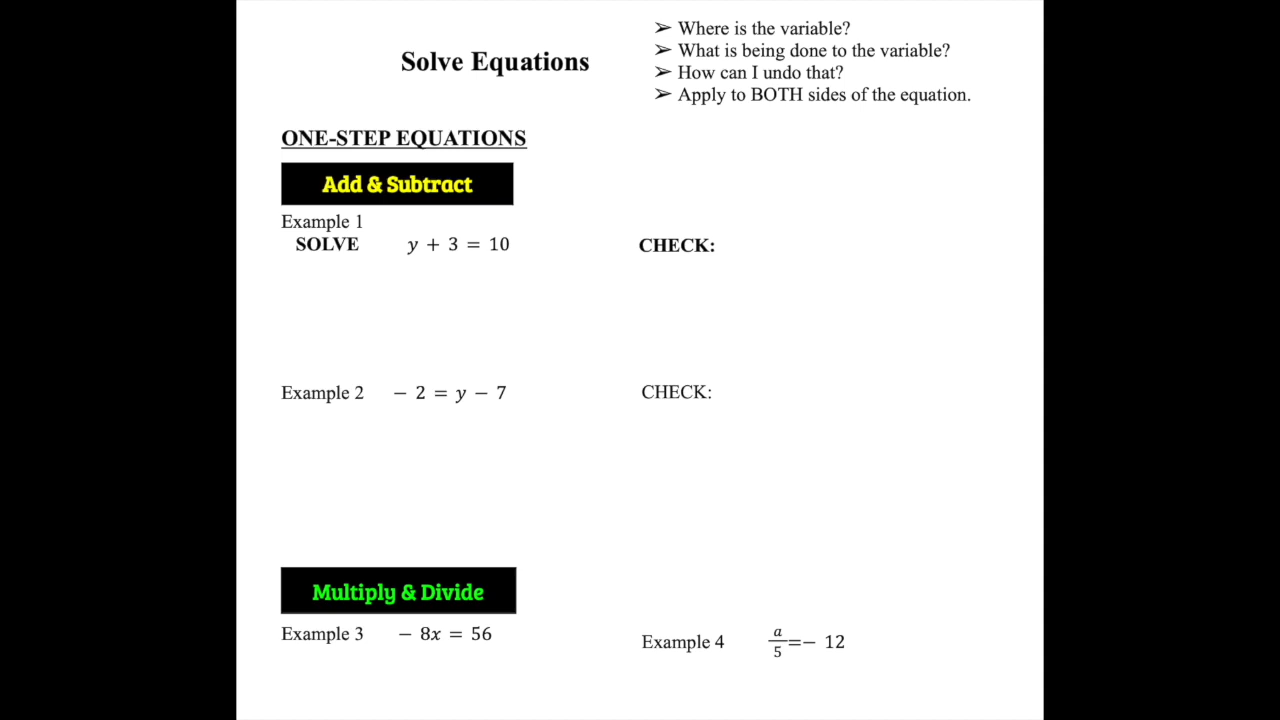 Solve Equations
➢ Where is the variable?
➢ What is being done to the variable?
➢ How can I undo that?
➢ Apply to BOTH sides of the equation.
ONE-STEP EQUATIONS
Add & Subtract
Example 1
SOLVE y + 3 = 10 CHECK:
Example 2 − 2 = y − 7 CHECK:
Multiply & Divide
Example 3 − 8x = 56
Example 4 a/5 =− 12